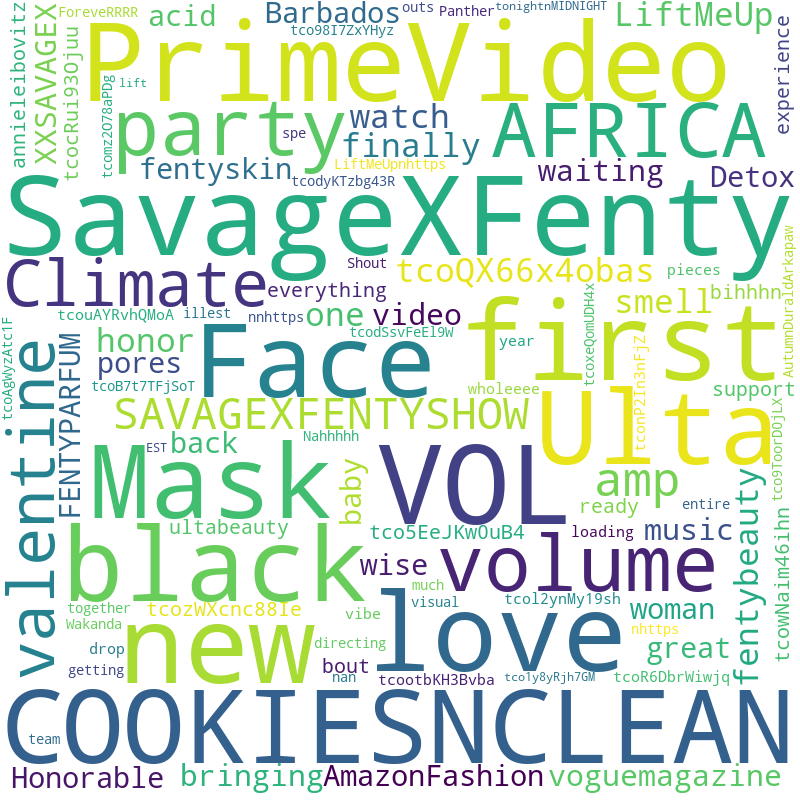 ForeveRRRR acid Barbados outs Panther tonightnMIDNIGHT LiftMeUp
tco98I7ZxYHyz
PrimeVideo
annieleibovitz XXSAVAGEX tcocRui93Ojuu lift experience
tcomz2O78aPDg party spe watch AFRICA
finally
fentyskin LiftMeUpnhttps waiting Detox
tcodyKTzbg43R
SavageXFenty
AutumnDuraldArkapaw
Climate Shout tcoQX66x4obas pieces
everything smell bihhhn
tcouAYRvhQMoA illest nnhttps one video tcoxeQomUDH4x
tcoAgWyzAtc1F honor Face tcodSsvFeEl9W first
year tconP2In3nFjZ
pores
tcoB7t7TFjSoT wholeeee support
valentine FENTYPARFUM SAVAGEXFENTYSHOW Ulta tco9ToorDOjLX
EST back Nahhhhh
Mask baby VOL amp
ready entire
ultabeauty tco5EeJKwOuB4 loading music
black wise volume fentybeauty tcowNaim46ihn
together tcozWXcnc88Ie much visual tcol2ynMy19sh woman
Wakanda vibe nhttps
drop new directing love great
getting bout nan tcootbKH3Bvba tco1y8yRjh7GM tcoR6DbrWiwjq
COOKIESNCLEAN
team
Honorable bringing AmazonFashion voguemagazine